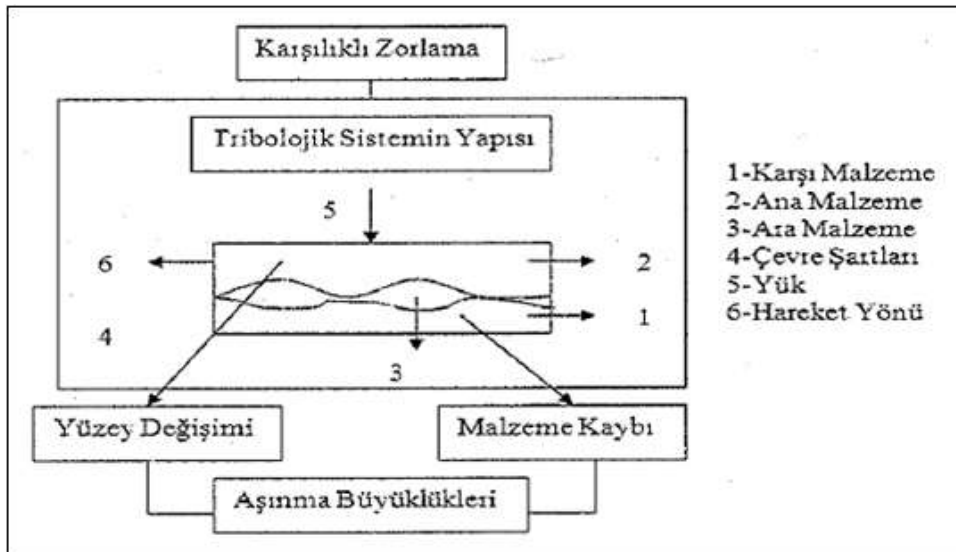 Karşılıklı Zorlama
Tribolojik Sistemin Yapısı
5
6
2
4
1
3
1-Karşı Malzeme
2-Ana Malzeme
3-Ara Malzeme
4-Çevre Şartları
5-Yük
6-Hareket Yönü
Yüzey Değişimi
Malzeme Kaybı
Aşınma Büyüklükleri